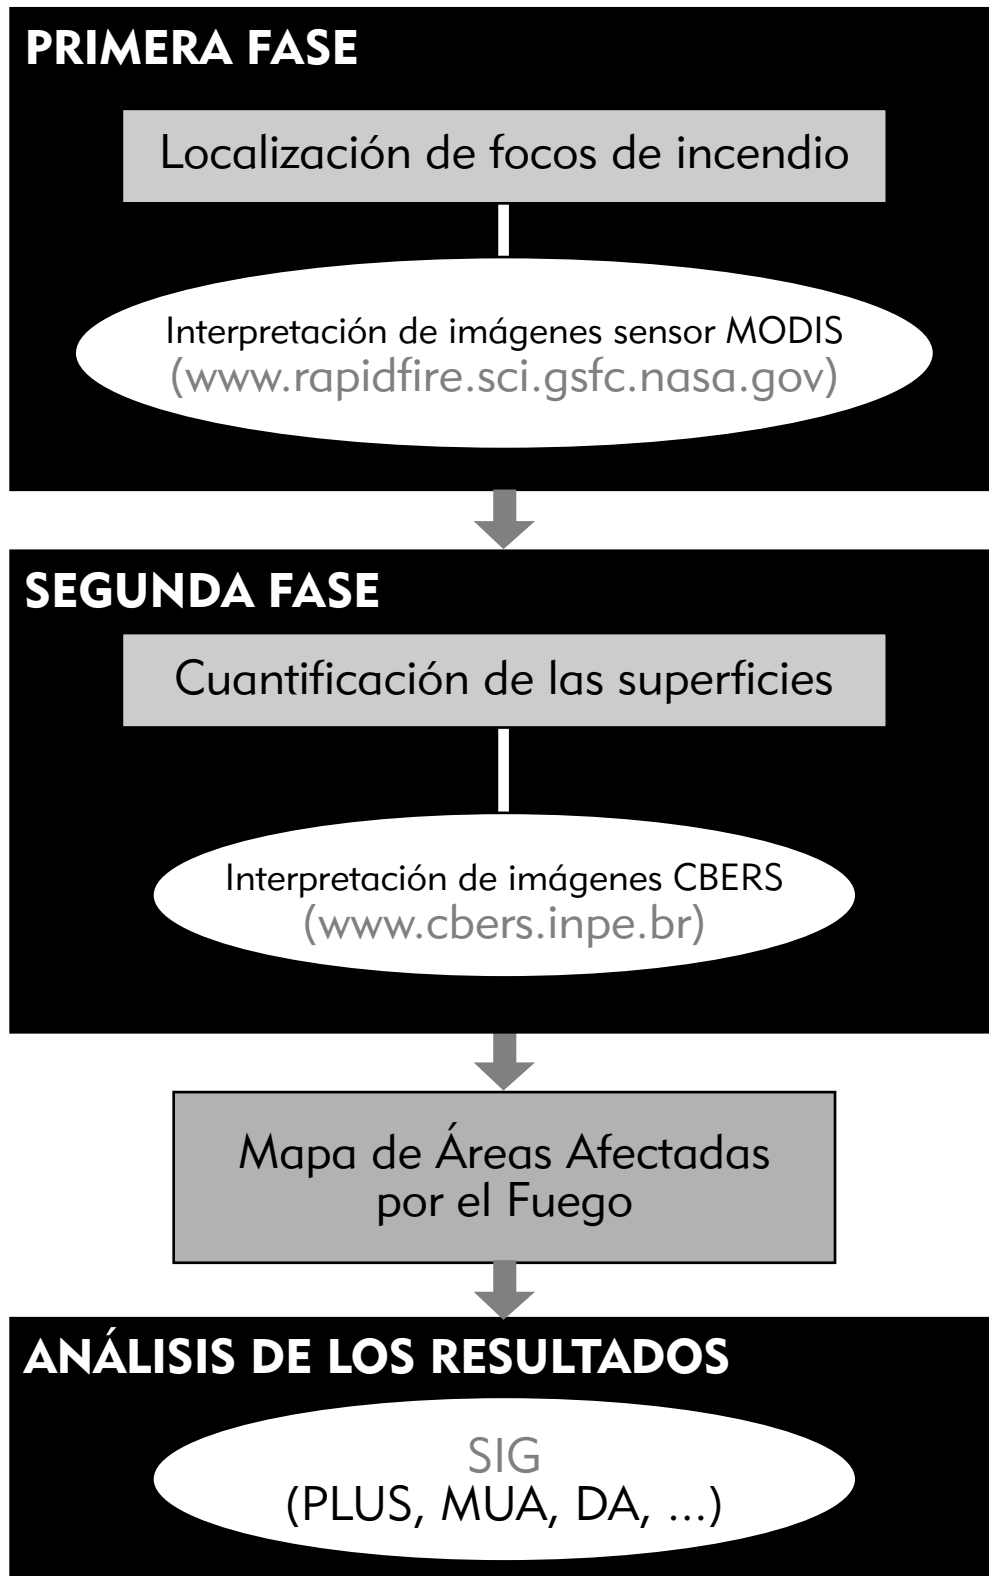 PRIMERA FASE
Localización de focos de incendio
Interpretación de imágenes sensor MODIS
(www.rapidfire.sci.gsfc.nasa.gov)
SEGUNDA FASE
Cuantificación de las superficies
Interpretación de imágenes CBERS
(www.cbers.inpe.br)
Mapa de Áreas Afectadas
por el Fuego
ANÁLISIS DE LOS RESULTADOS
SIG
(PLUS, MUA, DA, ...)